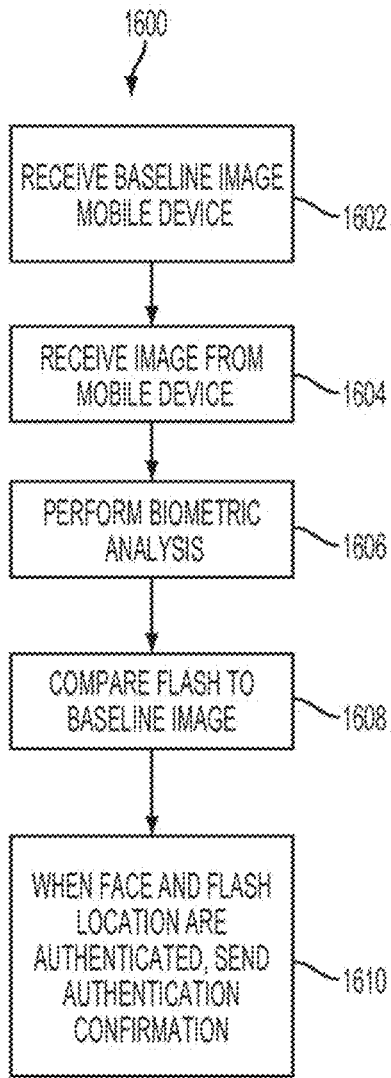 1600
RECEIVE BASELINE IMAGE
MOBILE DEVICE
1602
RECEIVE IMAGE FROM
MOBILE DEVICE
1604
PERFORM BIOMETRIC
ANALYSIS
1606
COMPARE FLASH TO
BASELINE IMAGE
1608
WHEN FACE AND FLASH
LOCATION ARE
AUTHENTICATED, SEND
AUTHENTICATION
CONFIRMATION
1610